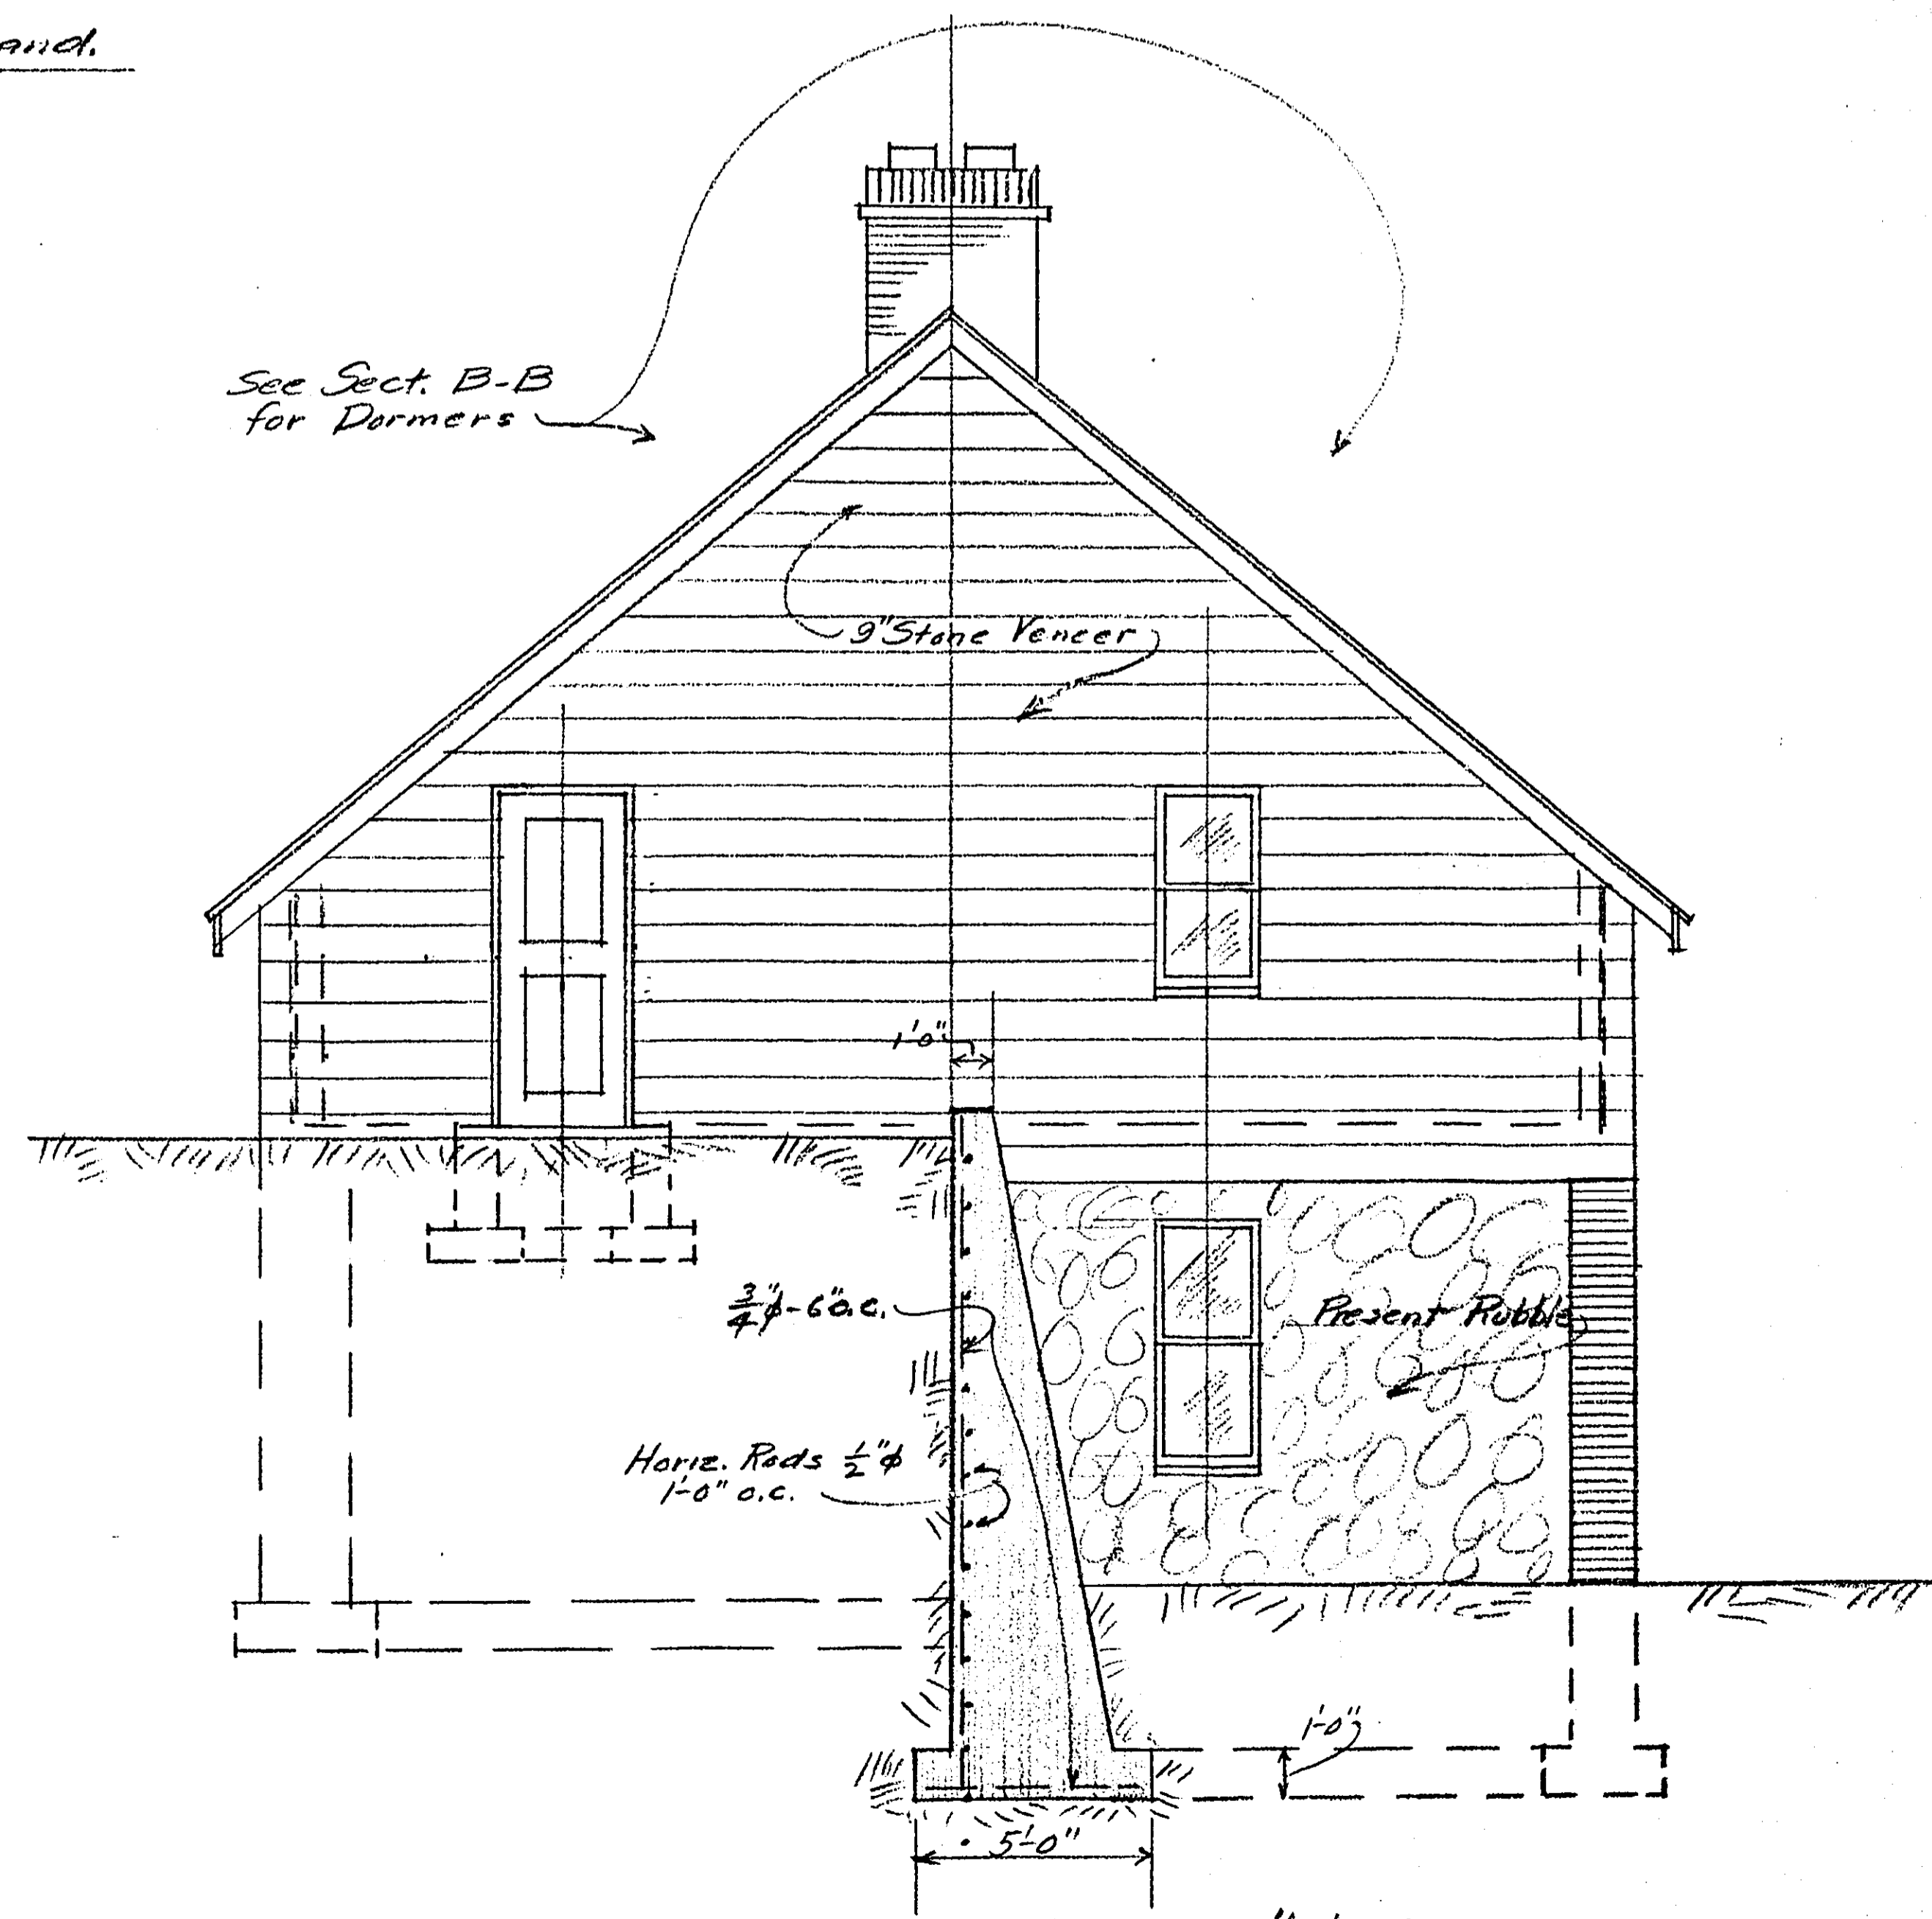 and.
See Sect. B-B
for Dormers
9" Stone Veneer
1'-0"
3/4"ϕ-6"o.c.
Present Rubble
Horiz. Rods 1/2"ϕ
1'-0" o.c.
1'-0"
5'-0"